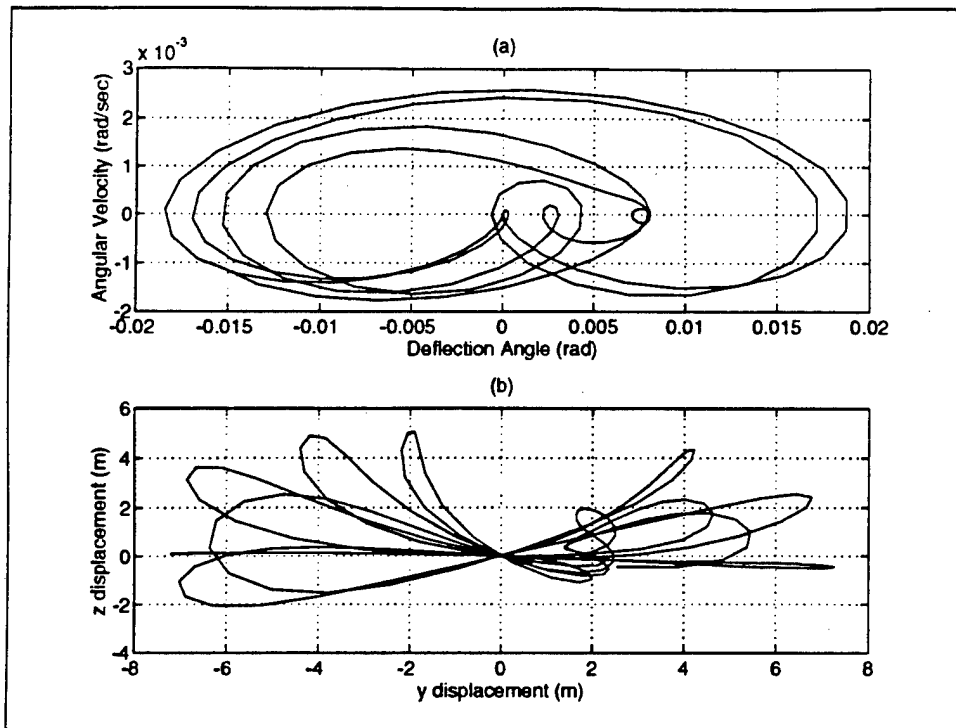 (a)
x 10⁻³
3
2
1
0
-1
-2
Angular Velocity (rad/sec)
-0.02 -0.015 -0.01 -0.005 0 0.005 0.01 0.015 0.02
Deflection Angle (rad)
(b)
6
4
2
0
-2
-4
z displacement (m)
-8 -6 -4 -2 0 2 4 6 8
y displacement (m)